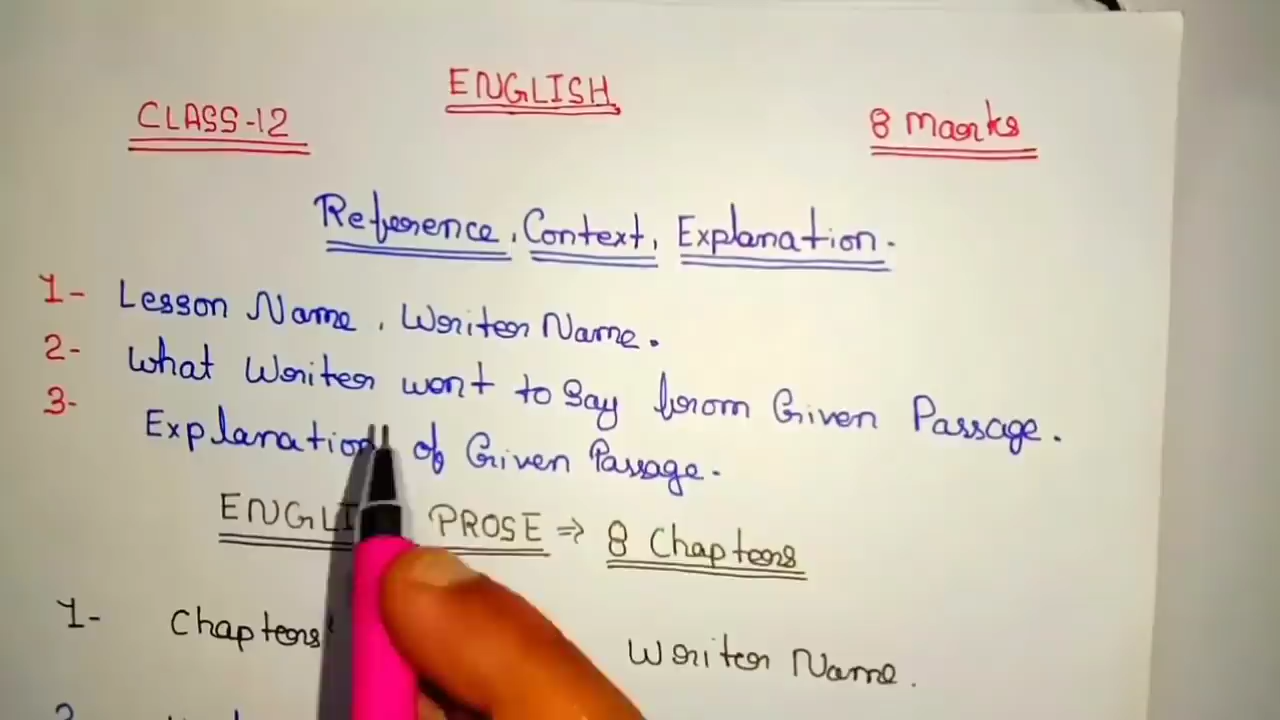 ENGLISH
CLASS-12
8 Marks
Reference, Context, Explanation.
1- Lesson Name, Writer Name.
2- What Writer wont to Say from Given Passage.
3- Explanation of Given Passage.
PROSE ⇒ 8 Chapters
1- Chapters Writer Name.